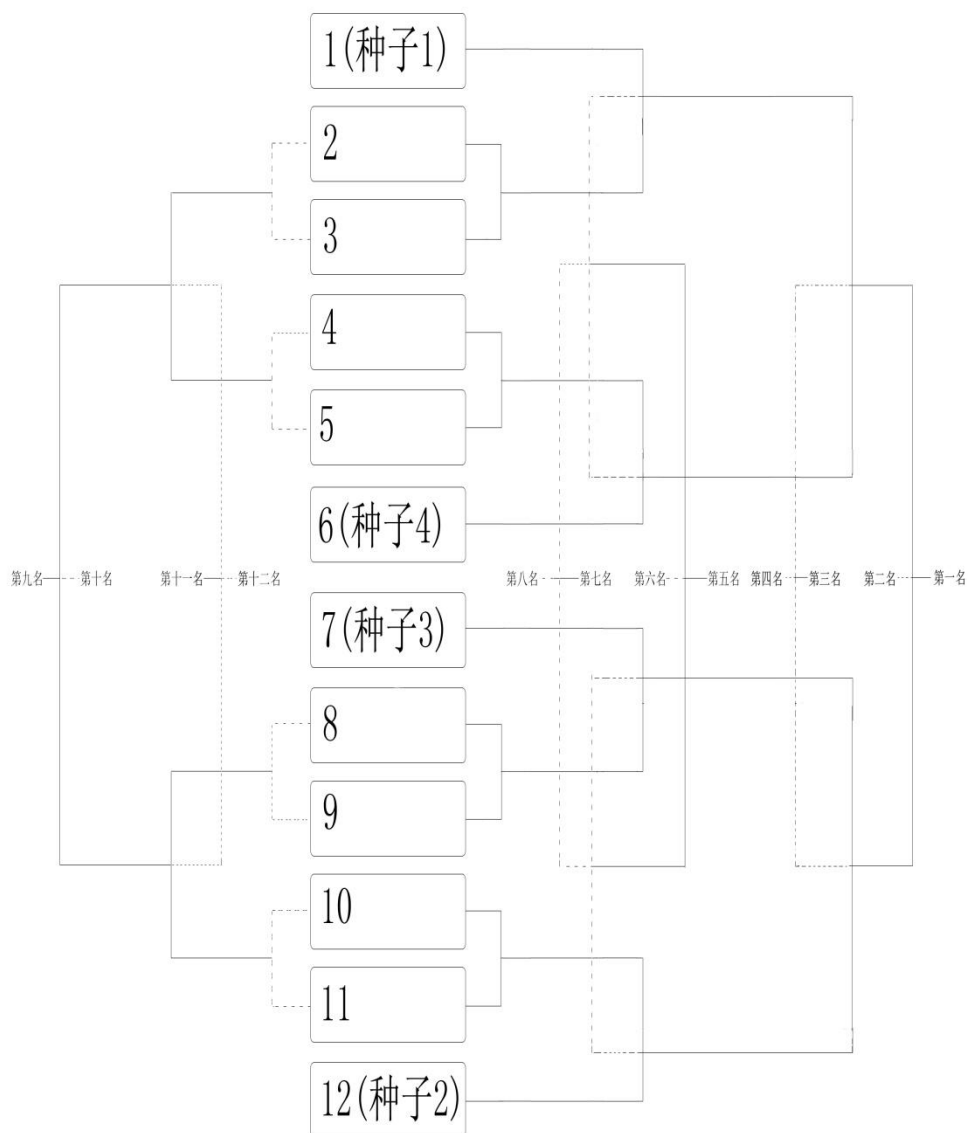 1(种子1)
2
3
4
5
6(种子4)
第九名
第十名
第十一名
第十二名
第八名
第七名
第六名
第五名
第四名
第三名
第二名
第一名
7(种子3)
8
9
10
11
12(种子2)